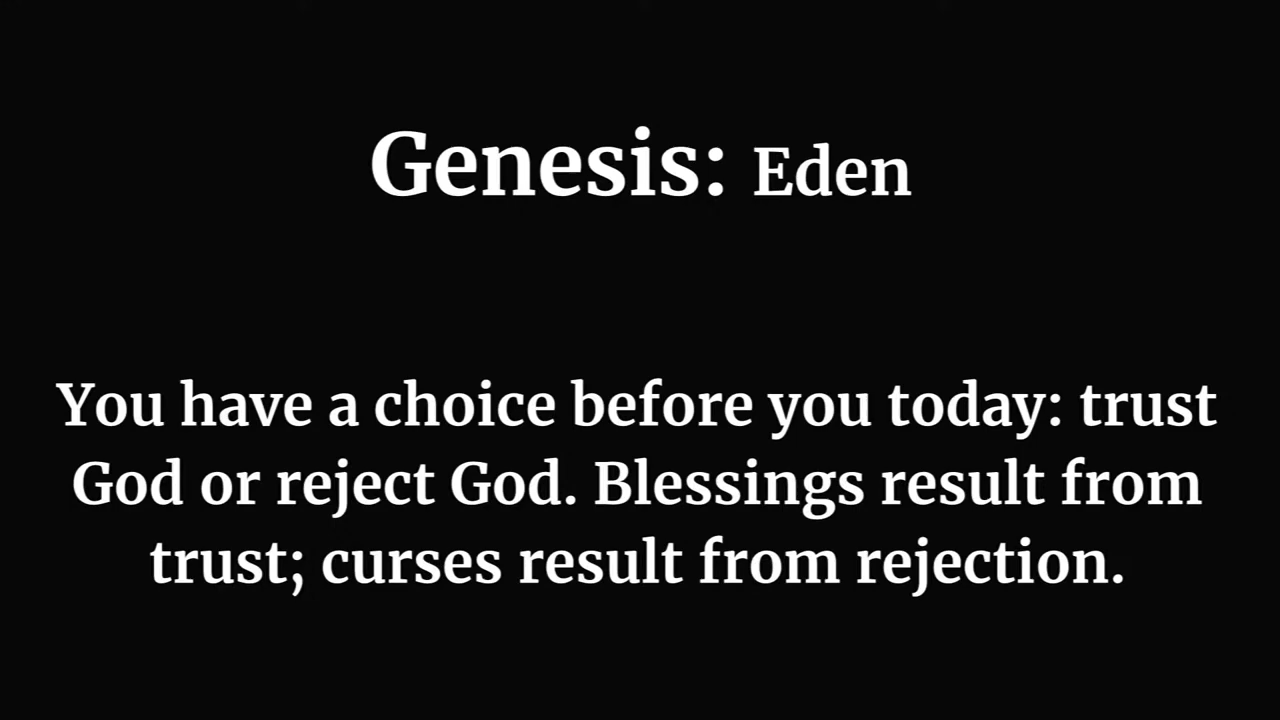 Genesis: Eden
You have a choice before you today: trust
God or reject God. Blessings result from
trust; curses result from rejection.